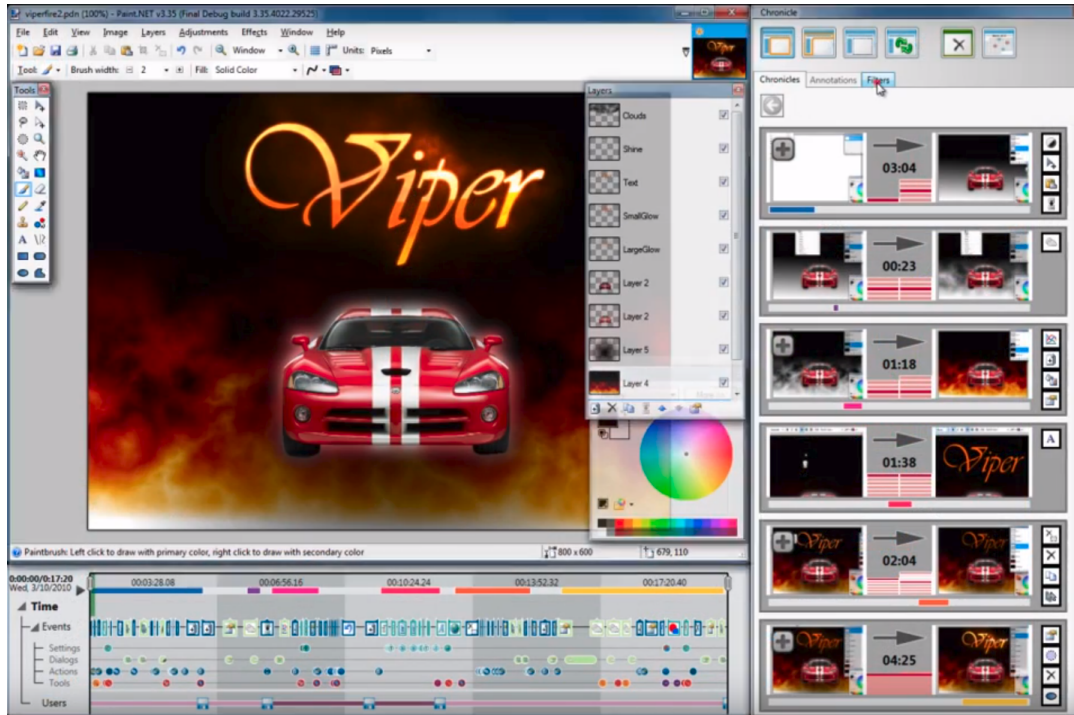 viperfire2.pdn (100%) - Paint.NET v3.35 (Final Debug build 3.35.4022.29525)
File Edit View Image Layers Adjustments Effects Window Help
Window Units: Pixels
Tool: Brush width: 2 Fill: Solid Color
Tools
Viper
Layers
Clouds
Shine
Text
SmallGlow
LargeGlow
Layer 2
Layer 2
Layer 5
Layer 4
Paintbrush: Left click to draw with primary color, right click to draw with secondary color
800 x 600
679, 110
0:00:00/0:17:20
Wed, 3/10/2010
00:03:28.08 00:06:56.16 00:10:24.24 00:13:52.32 00:17:20.40
Time
Events
Settings
Dialogs
Actions
Tools
Users
Chronicle
Chronicles Annotations Filters
03:04
00:23
01:18
01:38
Viper
A
Viper
02:04
Viper
Viper
04:25
Viper